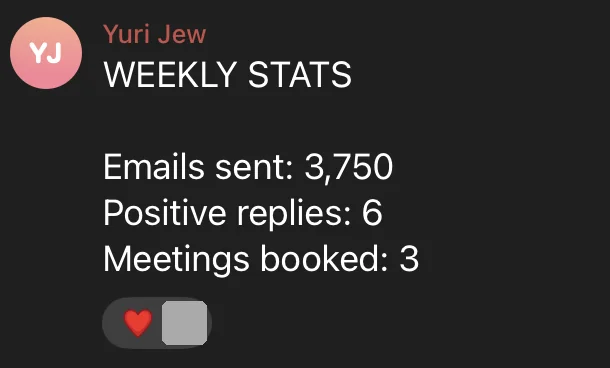 YJ
Yuri Jew
WEEKLY STATS
Emails sent: 3,750
Positive replies: 6
Meetings booked: 3